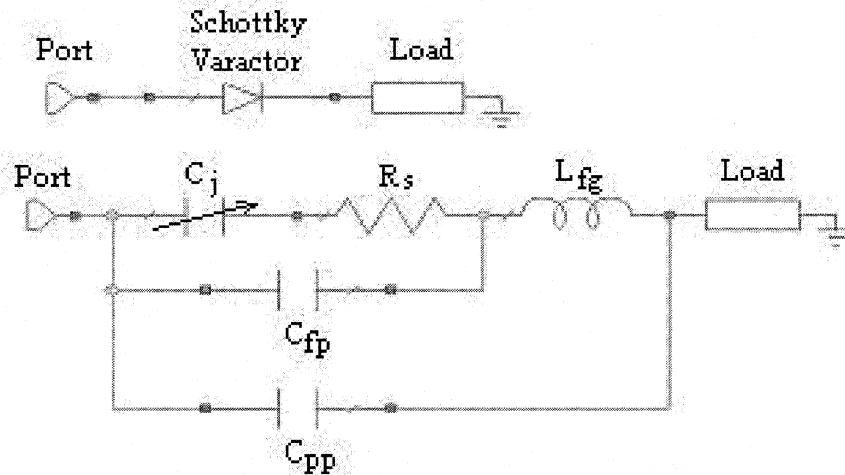 Port
Schottky
Varactor
Load
Port
Cj
Rs
Lfg
Load
Cfp
Cpp